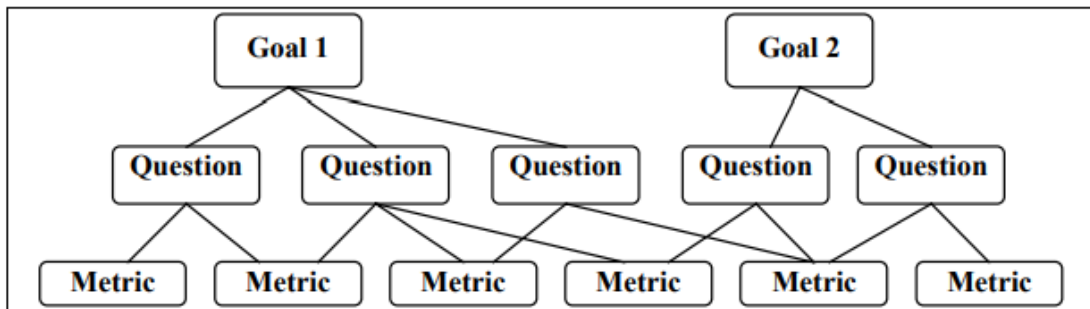 Goal 1 Goal 2
Question Question Question Question Question
Metric Metric Metric Metric Metric Metric